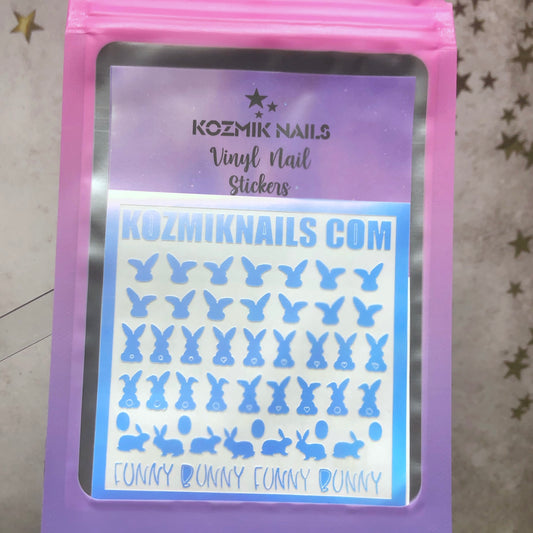 KOZMIK NAILS
Vinyl Nail
Stickers
KOZMIKNAILS COM
FUNNY BUNNY FUNNY BUNNY